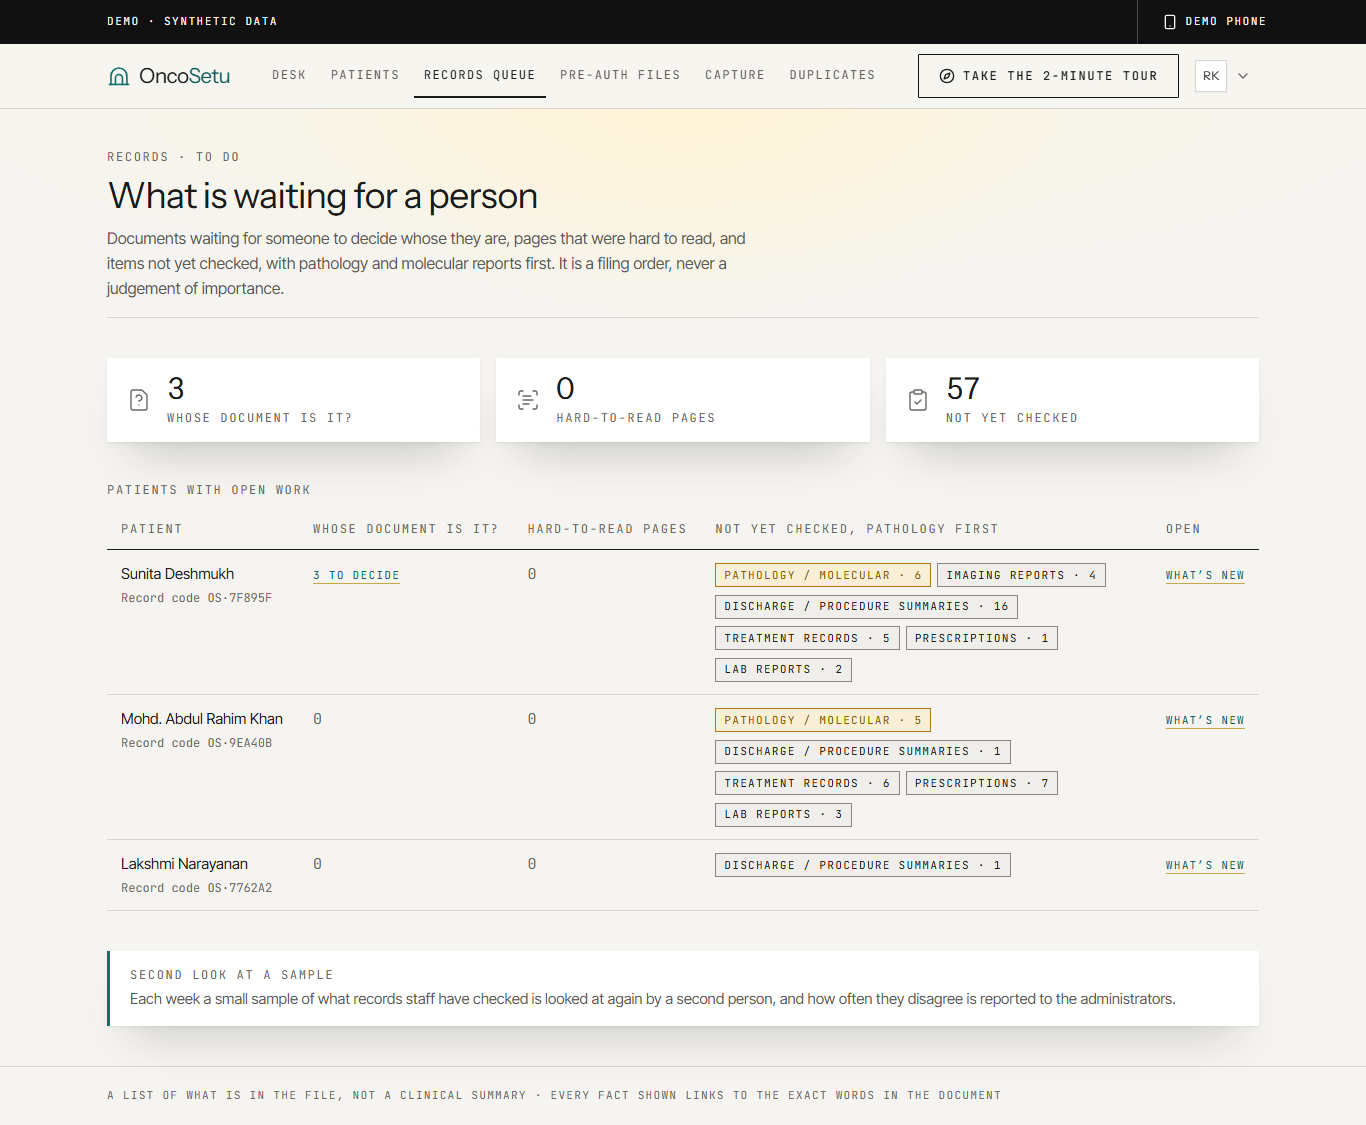 DEMO · SYNTHETIC DATA
DEMO PHONE
OncoSetu
DESK
PATIENTS
RECORDS QUEUE
PRE-AUTH FILES
CAPTURE
DUPLICATES
TAKE THE 2-MINUTE TOUR
RK
RECORDS · TO DO
What is waiting for a person
Documents waiting for someone to decide whose they are, pages that were hard to read, and
items not yet checked, with pathology and molecular reports first. It is a filing order, never a
judgement of importance.
3
WHOSE DOCUMENT IS IT?
0
HARD-TO-READ PAGES
57
NOT YET CHECKED
PATIENTS WITH OPEN WORK
PATIENT
WHOSE DOCUMENT IS IT?
HARD-TO-READ PAGES
NOT YET CHECKED, PATHOLOGY FIRST
OPEN
Sunita Deshmukh
Record code OS·7F895F
3 TO DECIDE
0
PATHOLOGY / MOLECULAR · 6
IMAGING REPORTS · 4
DISCHARGE / PROCEDURE SUMMARIES · 16
TREATMENT RECORDS · 5
PRESCRIPTIONS · 1
LAB REPORTS · 2
WHAT'S NEW
Mohd. Abdul Rahim Khan
Record code OS·9EA40B
0
0
PATHOLOGY / MOLECULAR · 5
DISCHARGE / PROCEDURE SUMMARIES · 1
TREATMENT RECORDS · 6
PRESCRIPTIONS · 7
LAB REPORTS · 3
WHAT'S NEW
Lakshmi Narayanan
Record code OS·7762A2
0
0
DISCHARGE / PROCEDURE SUMMARIES · 1
WHAT'S NEW
SECOND LOOK AT A SAMPLE
Each week a small sample of what records staff have checked is looked at again by a second person, and how often they disagree is reported to the administrators.
A LIST OF WHAT IS IN THE FILE, NOT A CLINICAL SUMMARY · EVERY FACT SHOWN LINKS TO THE EXACT WORDS IN THE DOCUMENT